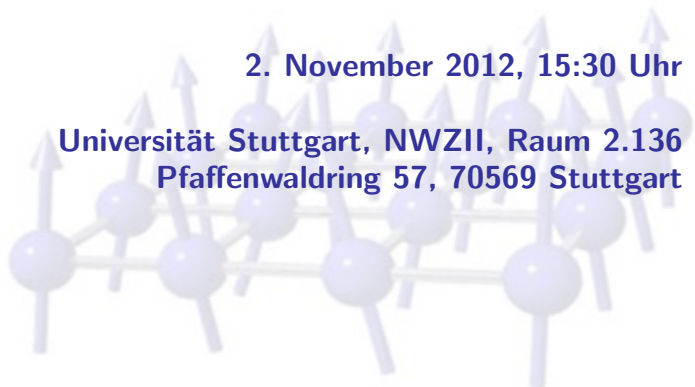 2. November 2012, 15:30 Uhr
Universität Stuttgart, NWZII, Raum 2.136
Pfaffenwaldring 57, 70569 Stuttgart